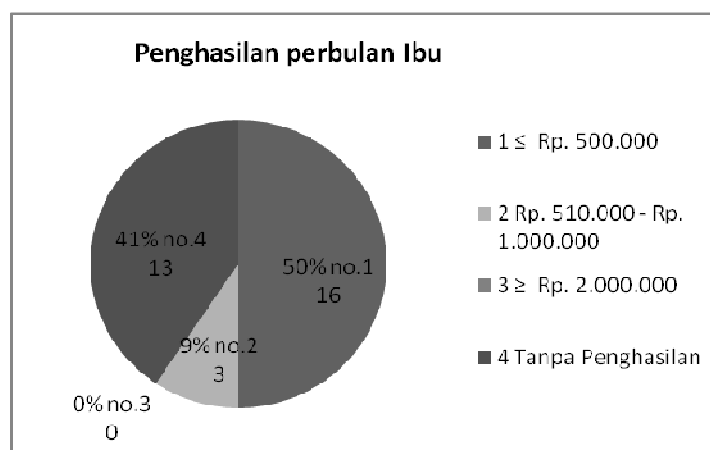 Penghasilan perbulan Ibu
41% no.4
13
50% no.1
16
9% no.2
3
0% no.3
0
1 ≤ Rp. 500.000
2 Rp. 510.000 - Rp.
1.000.000
3 ≥ Rp. 2.000.000
4 Tanpa Penghasilan